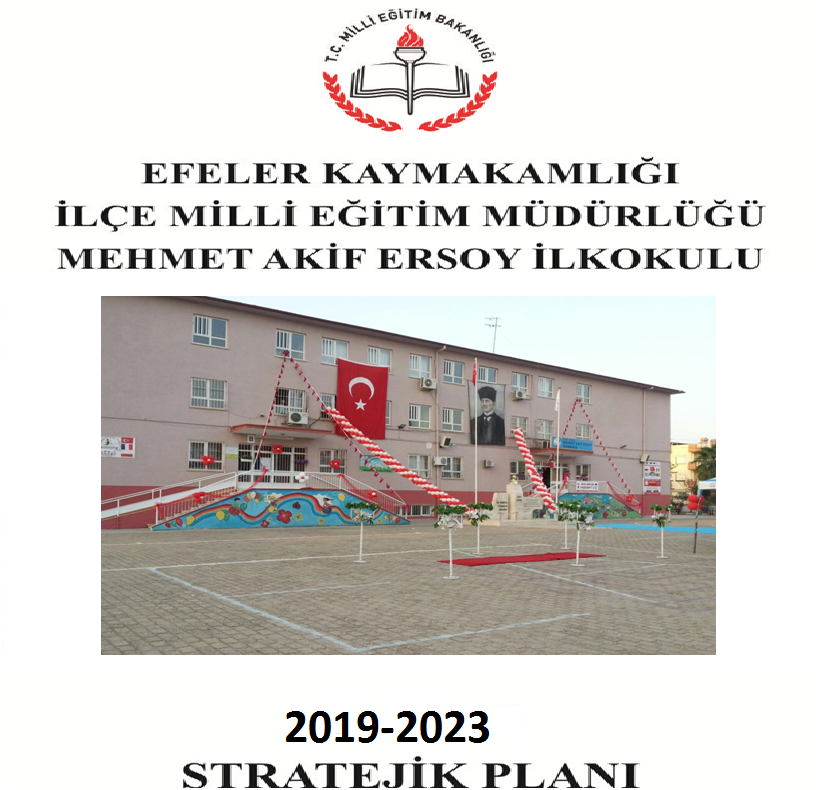 T.C. MİLLİ EĞİTİM BAKANLIĞI
EFELER KAYMAKAMLIĞI
İLÇE MİLLİ EĞİTİM MÜDÜRLÜĞÜ
MEHMET AKİF ERSOY İLKOKULU
2019-2023
STRATEJİK PLANI